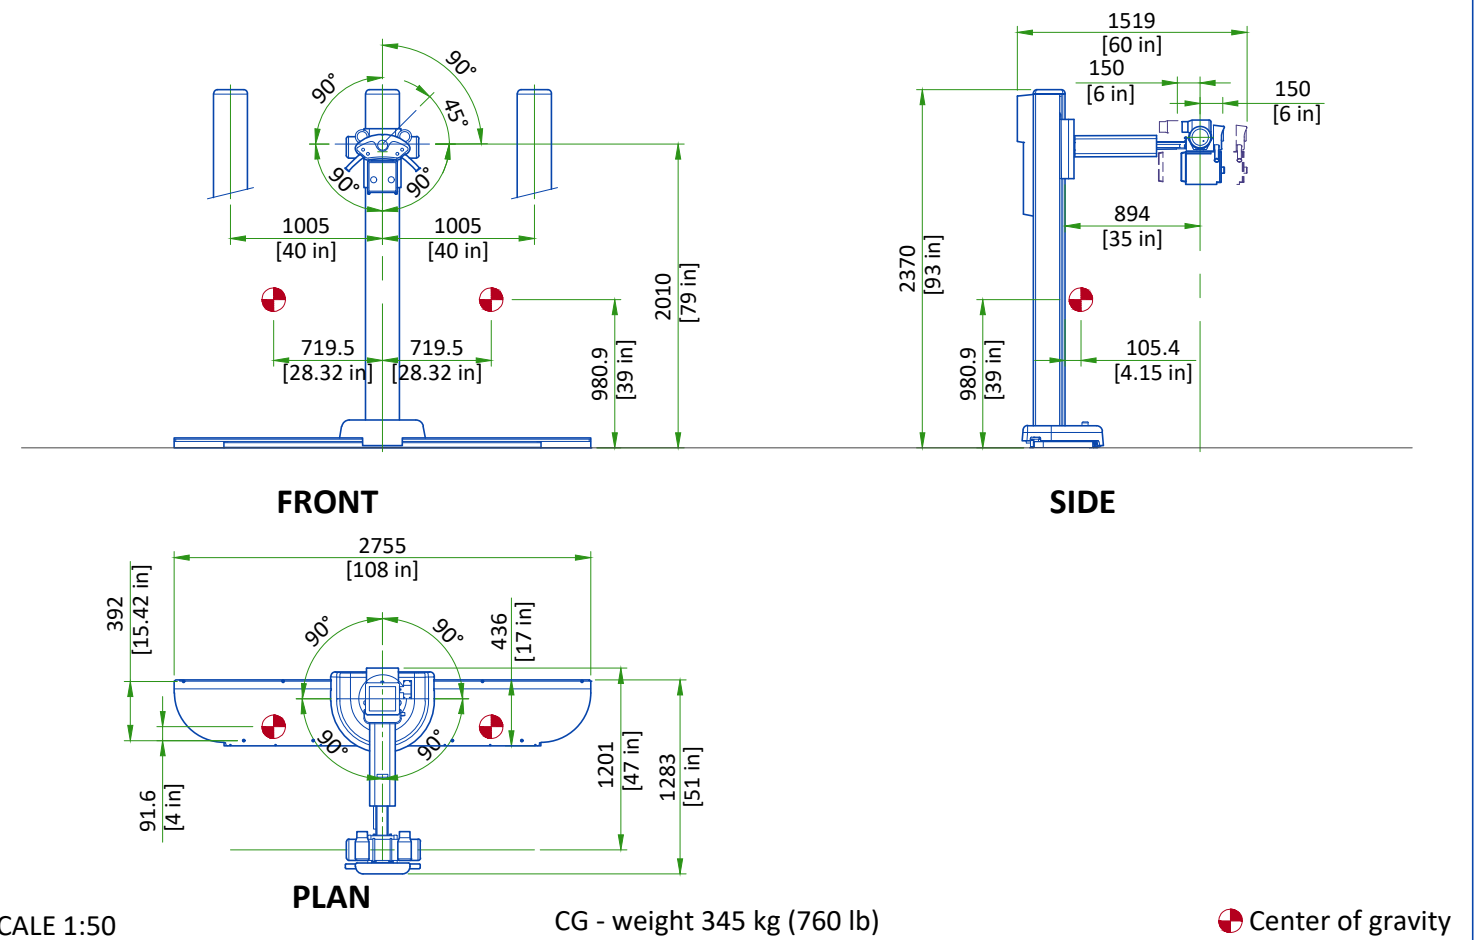 1519
[60 in]
150
[6 in]
150
[6 in]
90°
90°
45°
90°
90°
1005
[40 in]
1005
[40 in]
894
[35 in]
2370
[93 in]
2010
[79 in]
719.5
[28.32 in]
719.5
[28.32 in]
980.9
[39 in]
980.9
[39 in]
105.4
[4.15 in]
FRONT
SIDE
2755
[108 in]
392
[15.42 in]
90°
90°
436
[17 in]
90°
90°
91.6
[4 in]
1201
[47 in]
1283
[51 in]
PLAN
CALE 1:50
CG - weight 345 kg (760 lb)
Center of gravity